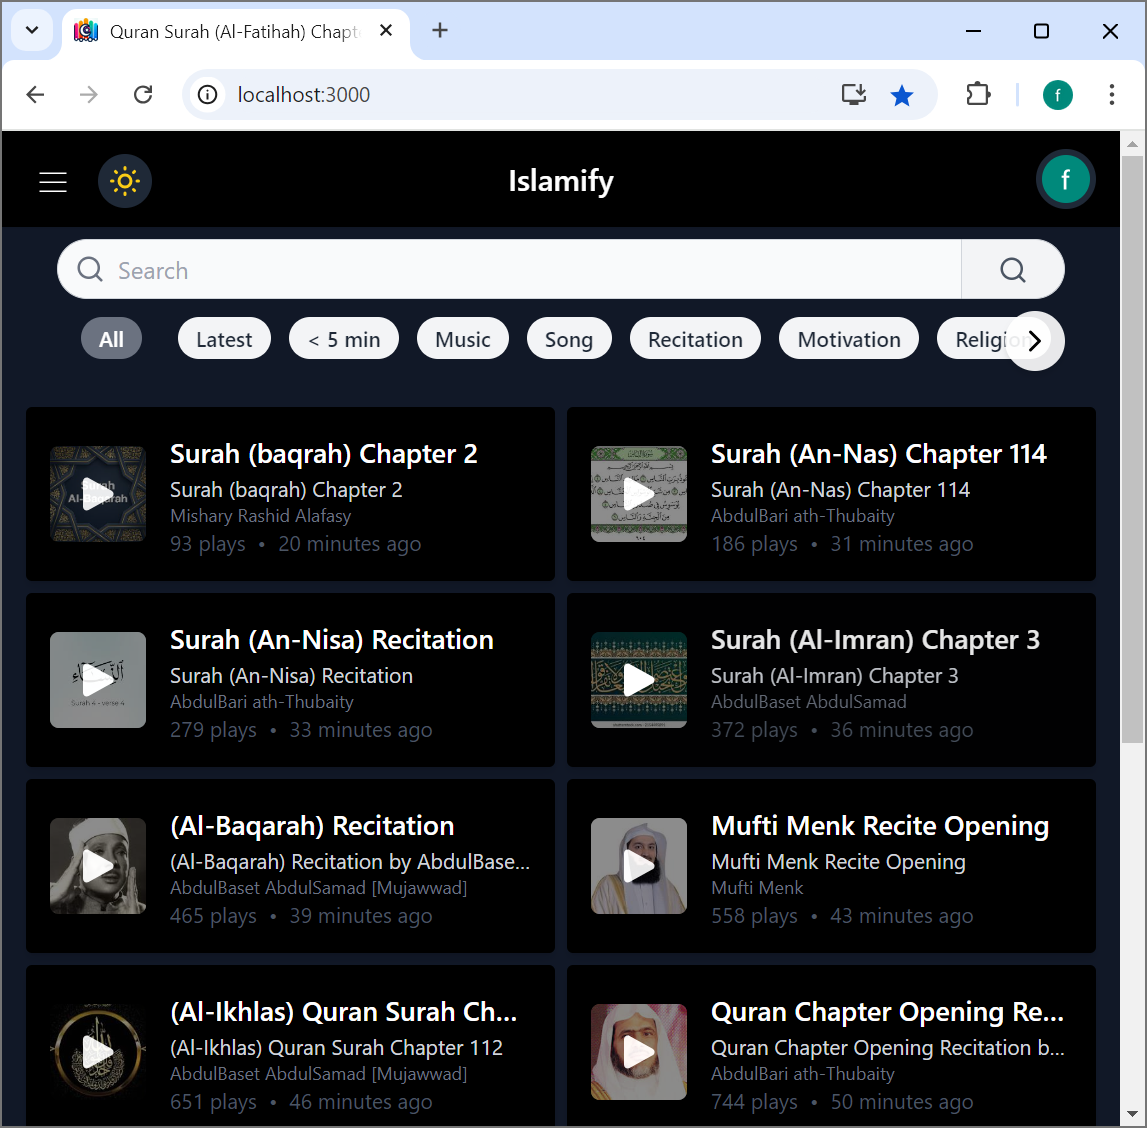 Quran Surah (Al-Fatihah) Chapt
localhost:3000
f
Islamify
f
Search
All
Latest
< 5 min
Music
Song
Recitation
Motivation
Religion
Surah (baqrah) Chapter 2
Surah (baqrah) Chapter 2
Mishary Rashid Alafasy
93 plays • 20 minutes ago
Surah
Al-Baqarah
Surah (An-Nas) Chapter 114
Surah (An-Nas) Chapter 114
AbdulBari ath-Thubaity
186 plays • 31 minutes ago
Surah (An-Nisa) Recitation
Surah (An-Nisa) Recitation
AbdulBari ath-Thubaity
279 plays • 33 minutes ago
Surah 4 - verse 4
Surah (Al-Imran) Chapter 3
Surah (Al-Imran) Chapter 3
AbdulBaset AbdulSamad
372 plays • 36 minutes ago
(Al-Baqarah) Recitation
(Al-Baqarah) Recitation by AbdulBase...
AbdulBaset AbdulSamad [Mujawwad]
465 plays • 39 minutes ago
Mufti Menk Recite Opening
Mufti Menk Recite Opening
Mufti Menk
558 plays • 43 minutes ago
(Al-Ikhlas) Quran Surah Ch...
(Al-Ikhlas) Quran Surah Chapter 112
AbdulBaset AbdulSamad [Mujawwad]
651 plays • 46 minutes ago
Quran Chapter Opening Re...
Quran Chapter Opening Recitation b...
AbdulBari ath-Thubaity
744 plays • 50 minutes ago